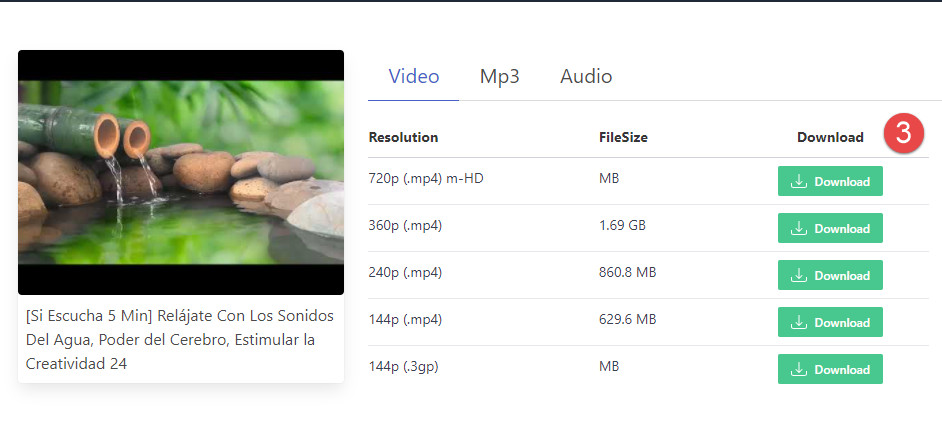 Video Mp3 Audio
Resolution FileSize Download 3
720p (.mp4) m-HD MB Download
360p (.mp4) 1.69 GB Download
240p (.mp4) 860.8 MB Download
144p (.mp4) 629.6 MB Download
144p (.3gp) MB Download
[Si Escucha 5 Min] Relájate Con Los Sonidos
Del Agua, Poder del Cerebro, Estimular la
Creatividad 24